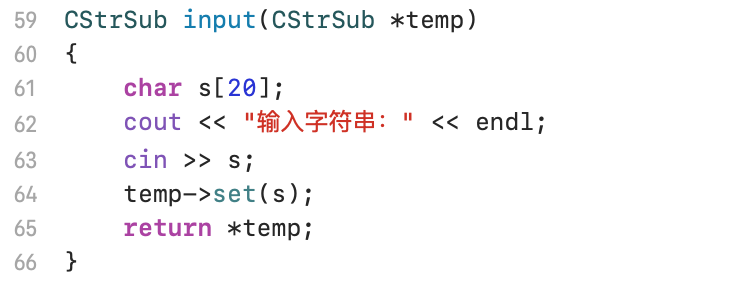 59 CStrSub input(CStrSub *temp)
60 {
61     char s[20];
62     cout << "输入字符串：" << endl;
63     cin >> s;
64     temp->set(s);
65     return *temp;
66 }